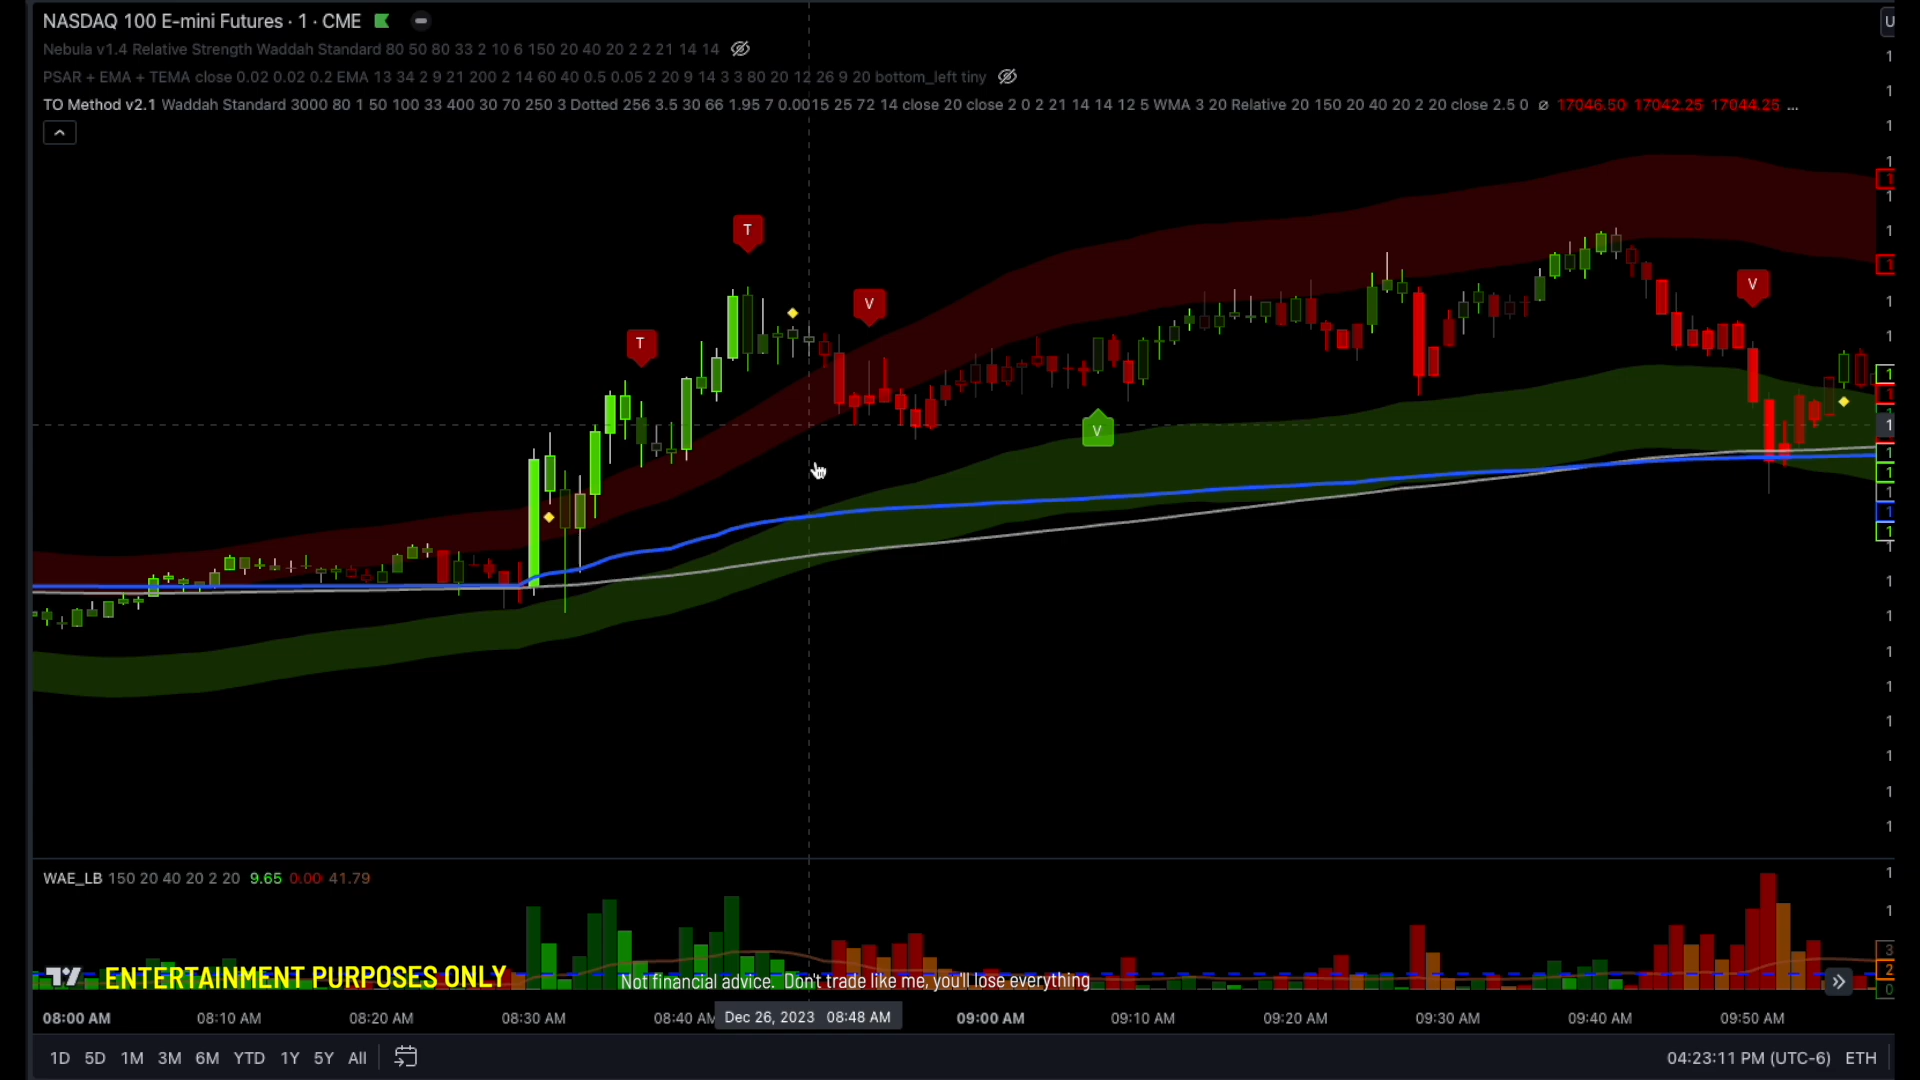 NASDAQ 100 E-mini Futures · 1 · CME
Nebula v1.4 Relative Strength Waddah Standard 80 50 80 33 2 10 6 150 20 40 20 2 2 21 14 14
PSAR + EMA + TEMA close 0.02 0.02 0.2 EMA 13 34 2 9 21 200 2 14 60 40 0.5 0.05 2 20 9 14 3 3 80 20 12 26 9 20 bottom_left tiny
TO Method v2.1 Waddah Standard 3000 80 1 50 100 33 400 30 70 250 3 Dotted 256 3.5 30 66 1.95 7 0.0015 25 72 14 close 20 close 2 0 2 21 14 14 12 5 WMA 3 20 Relative 20 150 20 40 20 2 20 close 2.5 0 ⌀ 17046.50 17042.25 17044.25 ...
T
V
V
T
V
WAE_LB 150 20 40 20 2 20 9.65 0.00 41.79
ENTERTAINMENT PURPOSES ONLY
Not financial advice. Don't trade like me, you'll lose everything
08:00 AM 08:10 AM 08:20 AM 08:30 AM 08:40 AM Dec 26, 2023 08:48 AM 09:00 AM 09:10 AM 09:20 AM 09:30 AM 09:40 AM 09:50 AM
1D 5D 1M 3M 6M YTD 1Y 5Y All 04:23:11 PM (UTC-6) ETH